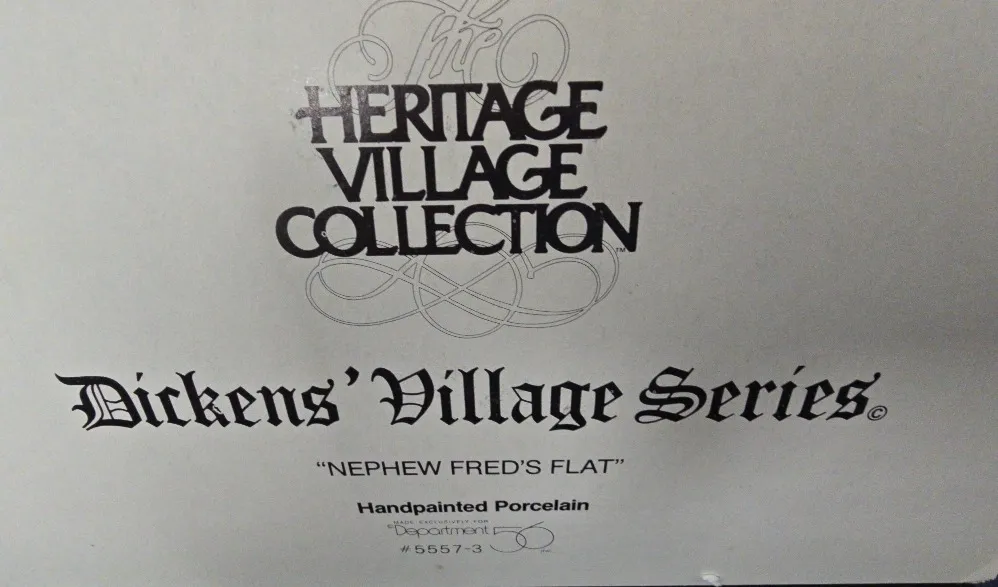 The
HERITAGE
VILLAGE
COLLECTION™
Dickens' Village Series©
“NEPHEW FRED'S FLAT”
Handpainted Porcelain
MADE EXCLUSIVELY FOR
©Department 56
#5557-3